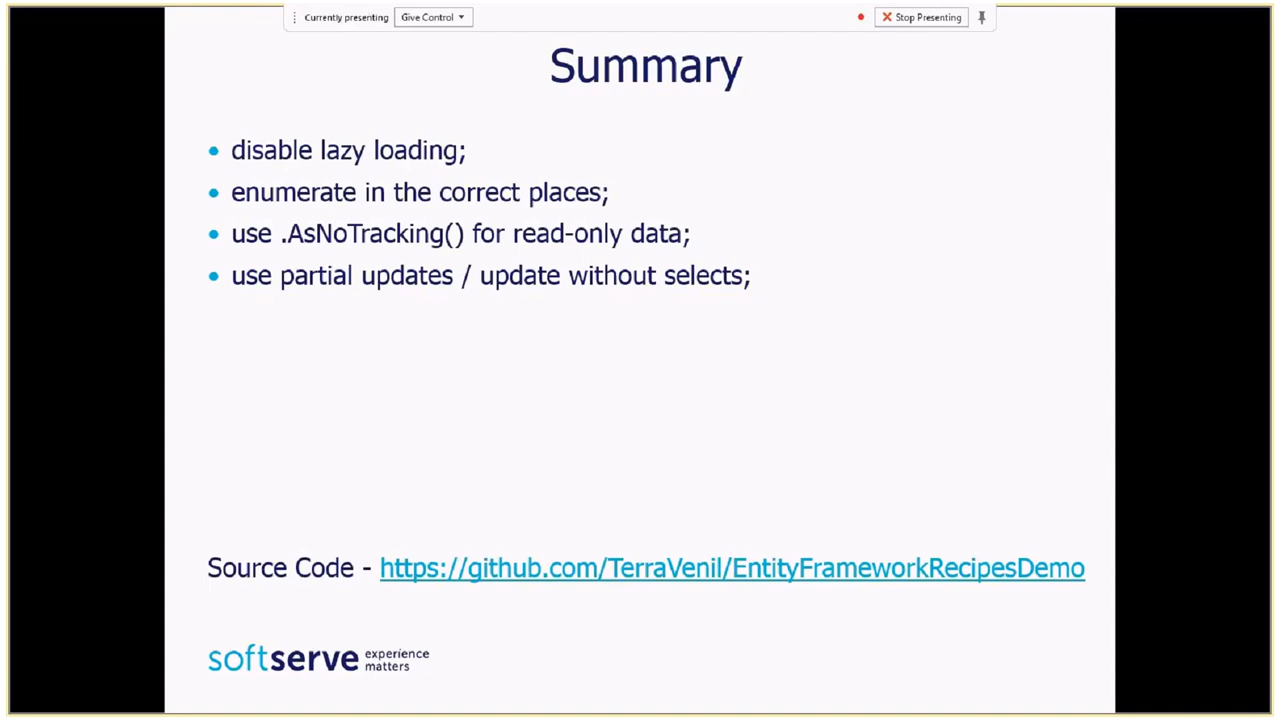 Currently presenting Give Control Stop Presenting
Summary
disable lazy loading;
enumerate in the correct places;
use .AsNoTracking() for read-only data;
use partial updates / update without selects;
Source Code - https://github.com/TerraVenil/EntityFrameworkRecipesDemo
softserve experience
matters